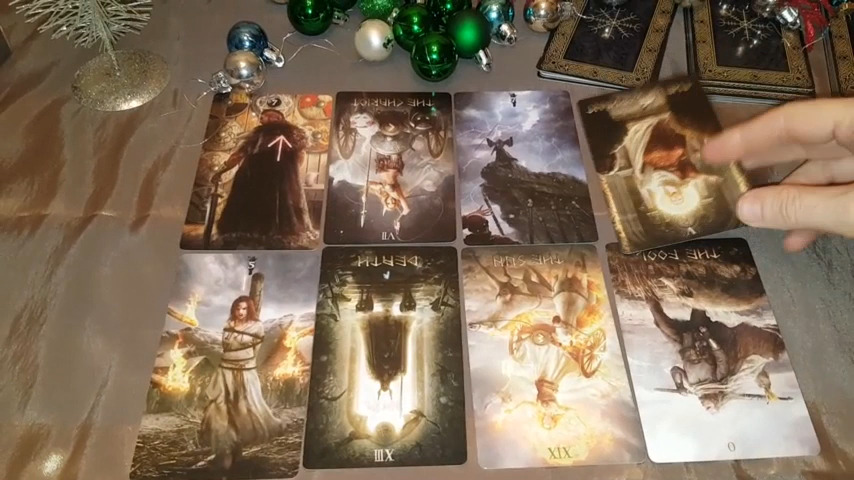 THE CHARIOT
VII
V
DEATH
XIII
THE SUN
XIX
THE FOOL
0